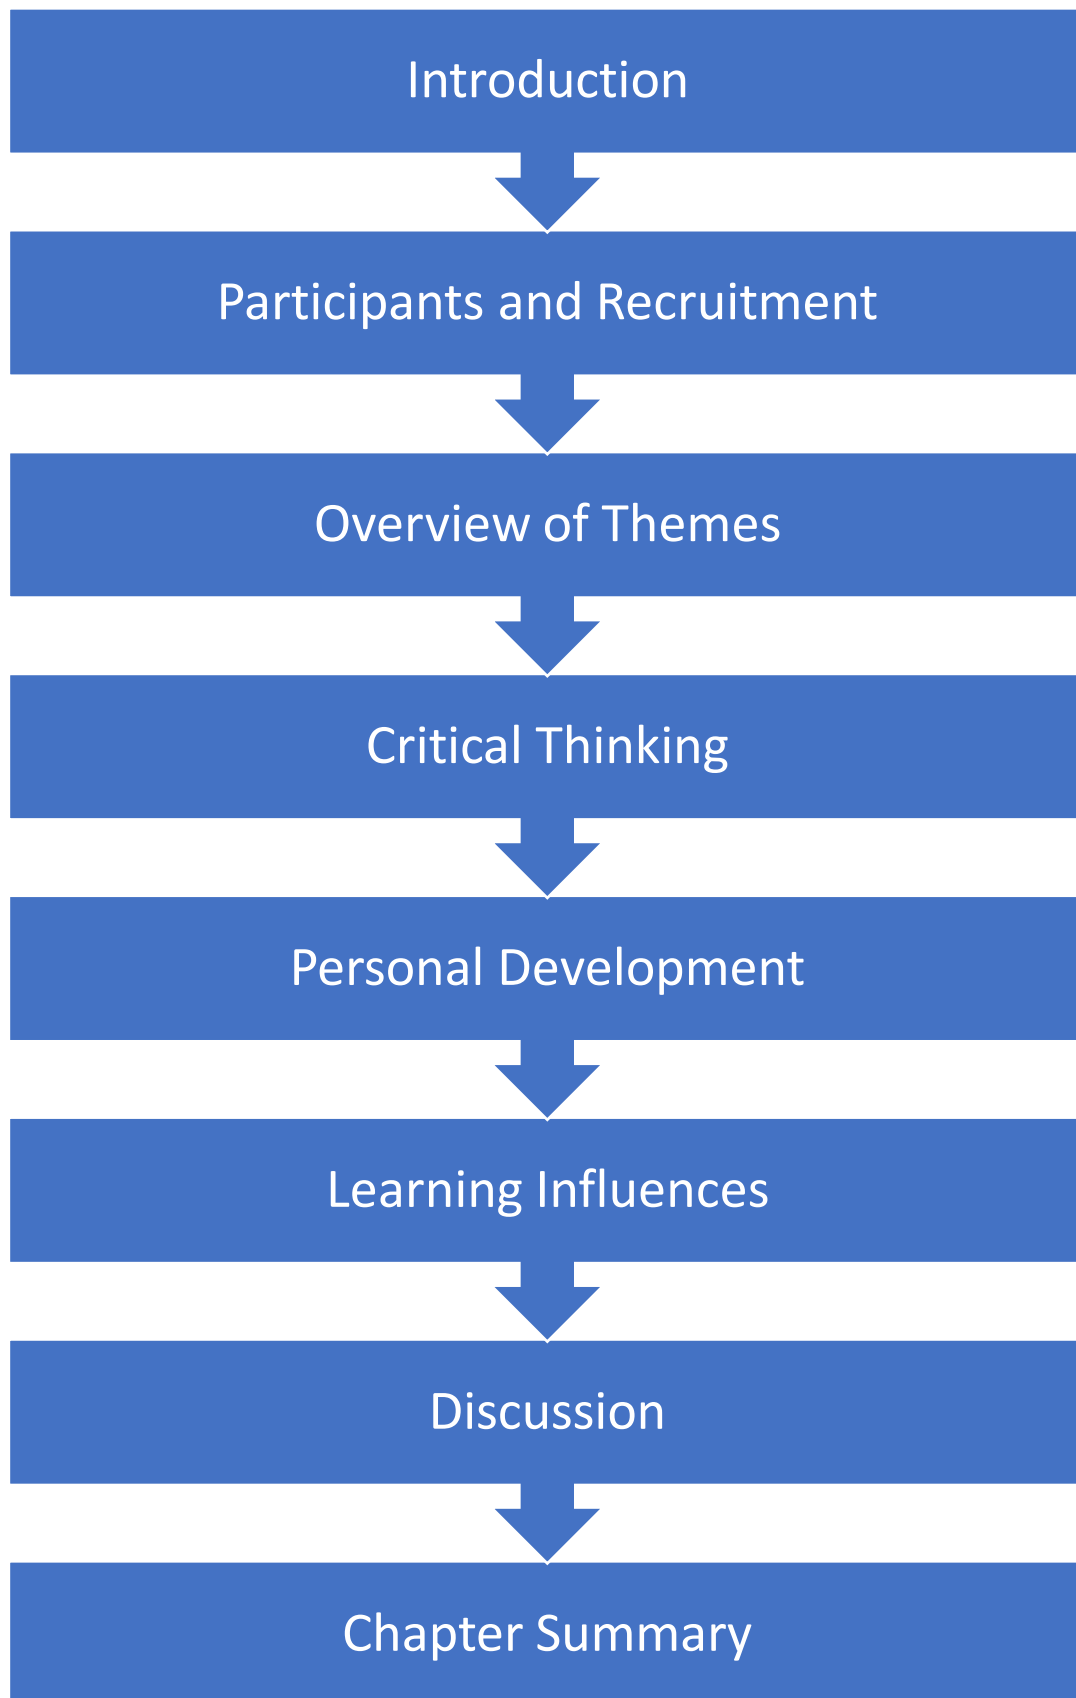 Introduction
Participants and Recruitment
Overview of Themes
Critical Thinking
Personal Development
Learning Influences
Discussion
Chapter Summary